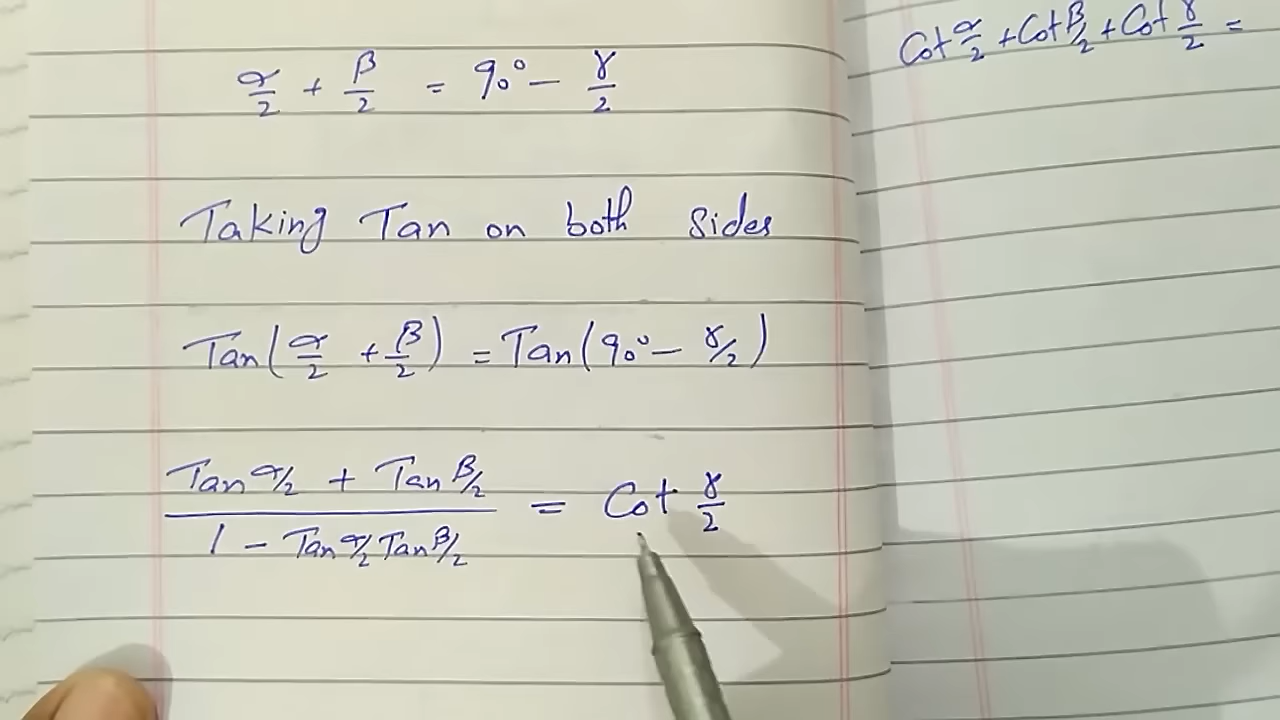 α/2 + β/2 = 90° - γ/2
Taking Tan on both sides
Tan(α/2 + β/2) = Tan(90° - γ/2)
Tan α/2 + Tan β/2 / 1 - Tan α/2 Tan β/2 = Cot γ/2
Cot α/2 + Cot β/2 + Cot γ/2 =